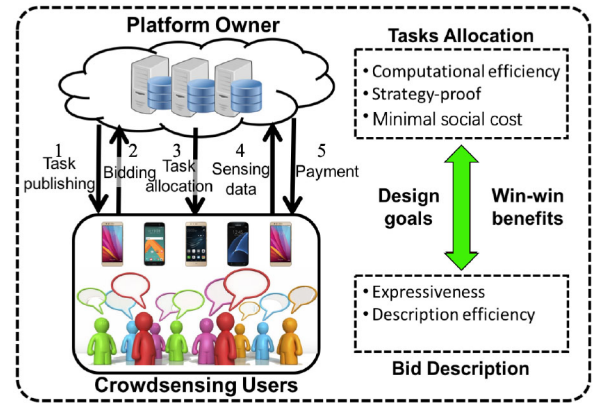 Platform Owner
1
Task
publishing
2
Bidding
3
Task
allocation
4
Sensing
data
5
Payment
Crowdsensing Users
Tasks Allocation
• Computational efficiency
• Strategy-proof
• Minimal social cost
Design
goals
Win-win
benefits
• Expressiveness
• Description efficiency
Bid Description